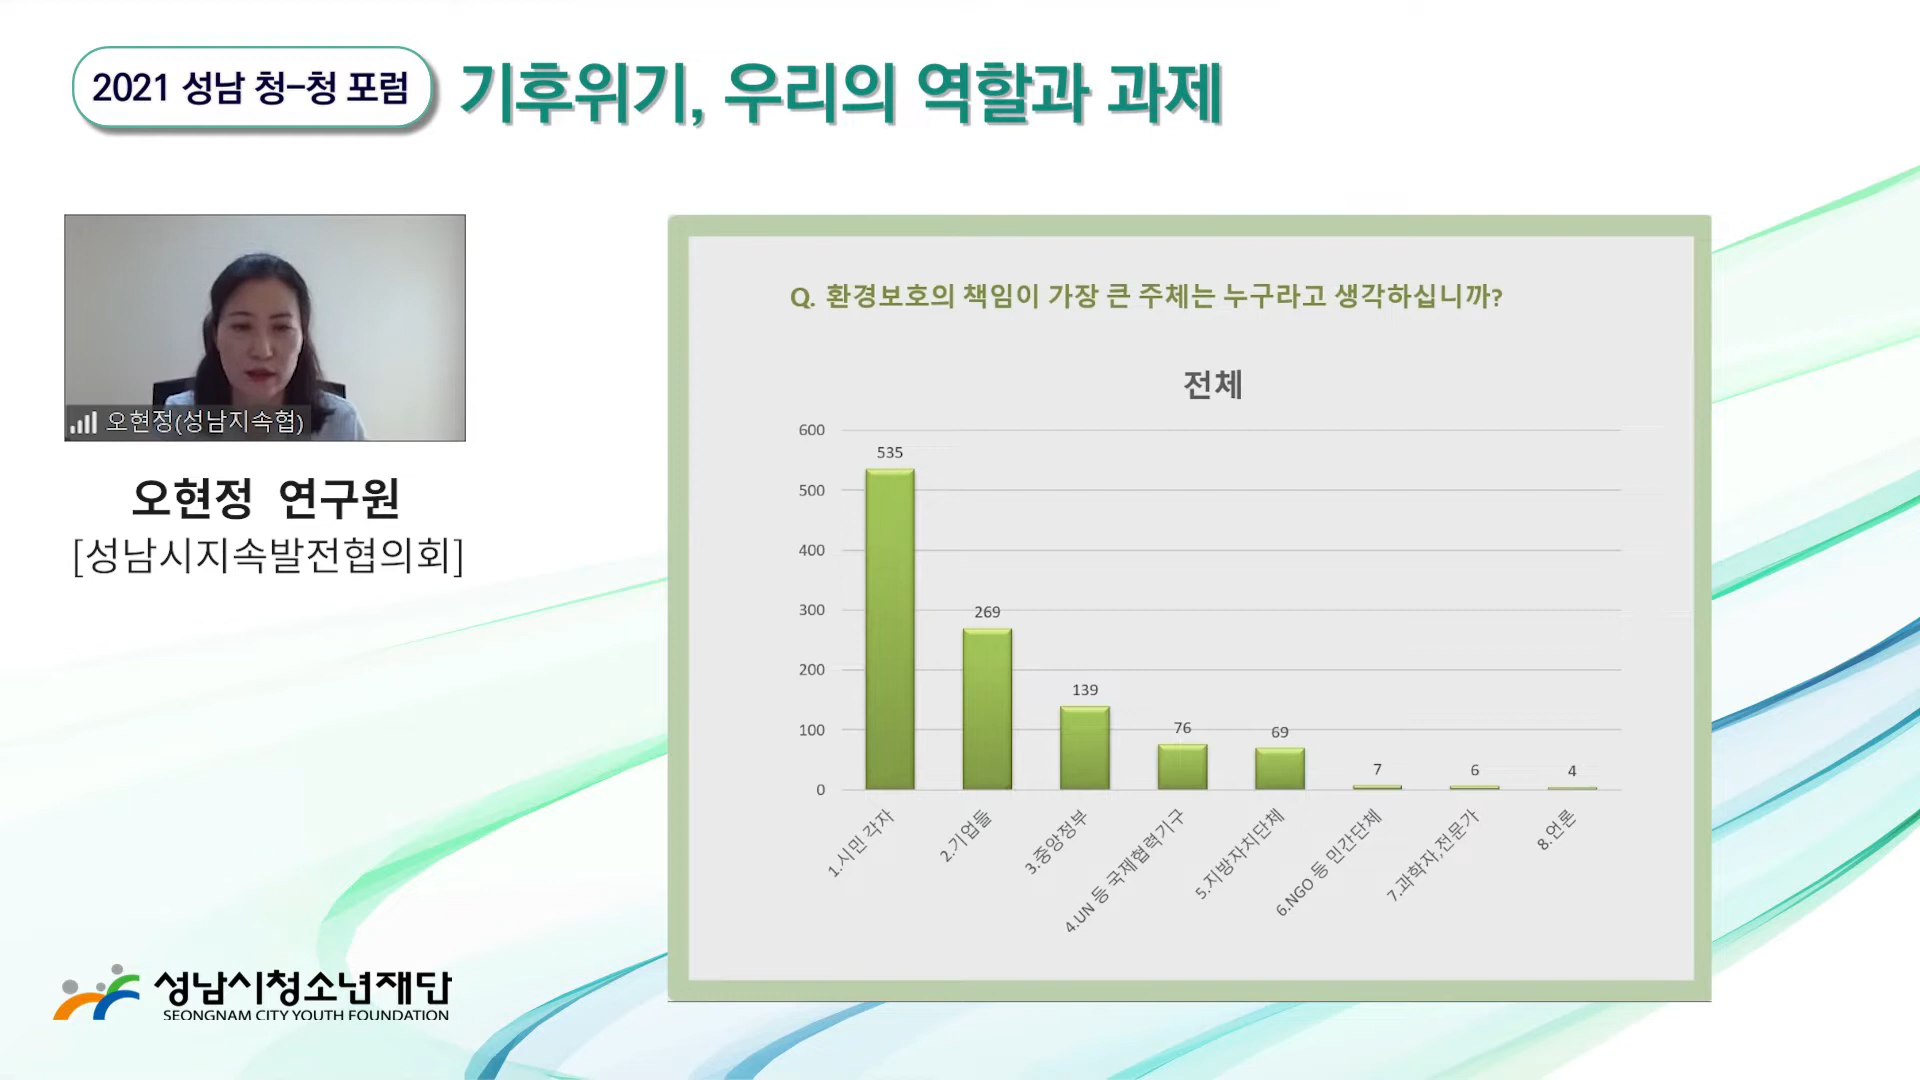 2021 성남 청-청 포럼
기후위기, 우리의 역할과 과제
오현정(성남지속협)
오현정 연구원
[성남시지속발전협의회]
성남시청소년재단
SEONGNAM CITY YOUTH FOUNDATION
Q. 환경보호의 책임이 가장 큰 주체는 누구라고 생각하십니까?
전체
600
500
400
300
200
100
0
535
269
139
76
69
7
6
4
1.시민 각자
2.기업들
3.중앙정부
4.UN 등 국제협력기구
5.지방자치단체
6.NGO 등 민간단체
7.과학자,전문가
8.언론